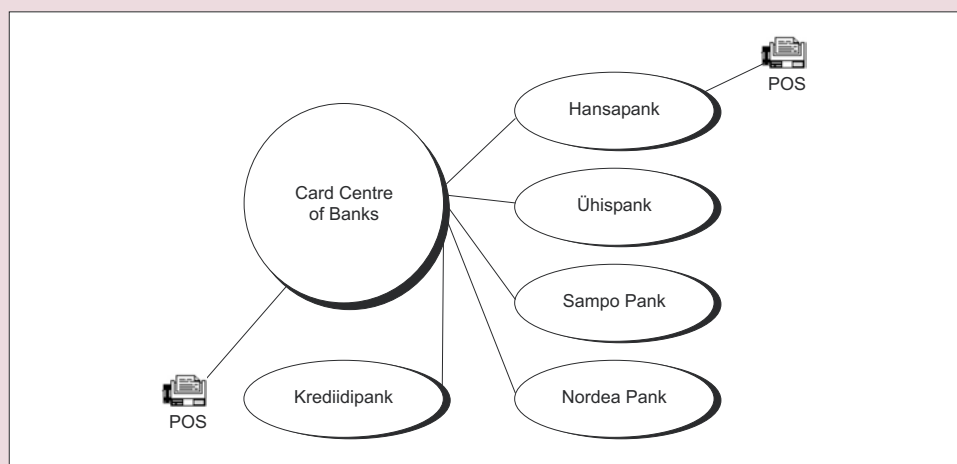 POS
Hansapank
Card Centre
of Banks
Ühispank
Sampo Pank
Krediidipank
Nordea Pank
POS